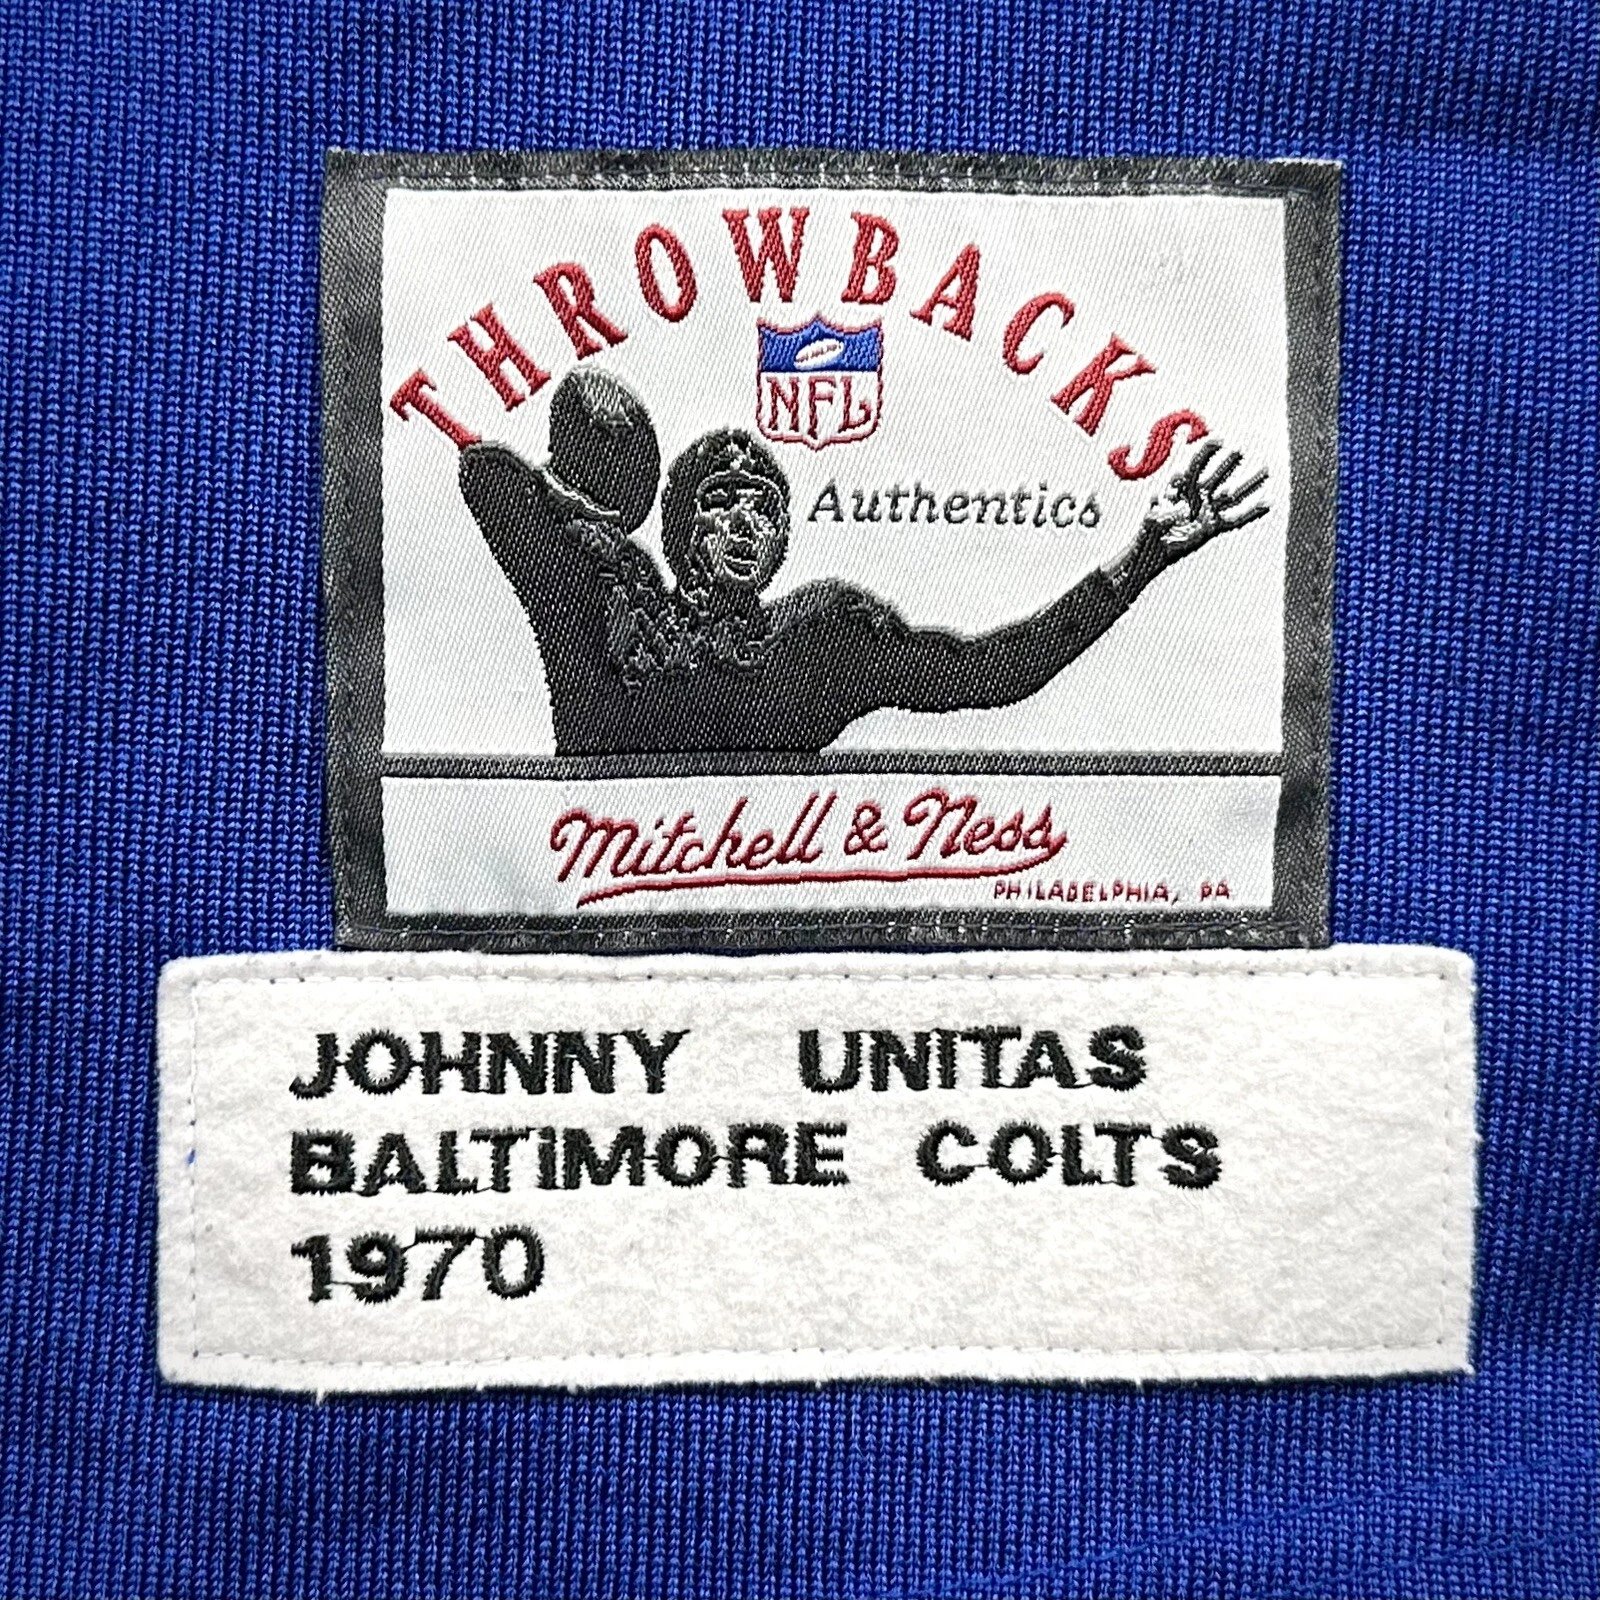 THROWBACKS
NFL
Authentics
Mitchell & Ness
PHILADELPHIA, PA
JOHNNY UNITAS
BALTIMORE COLTS
1970